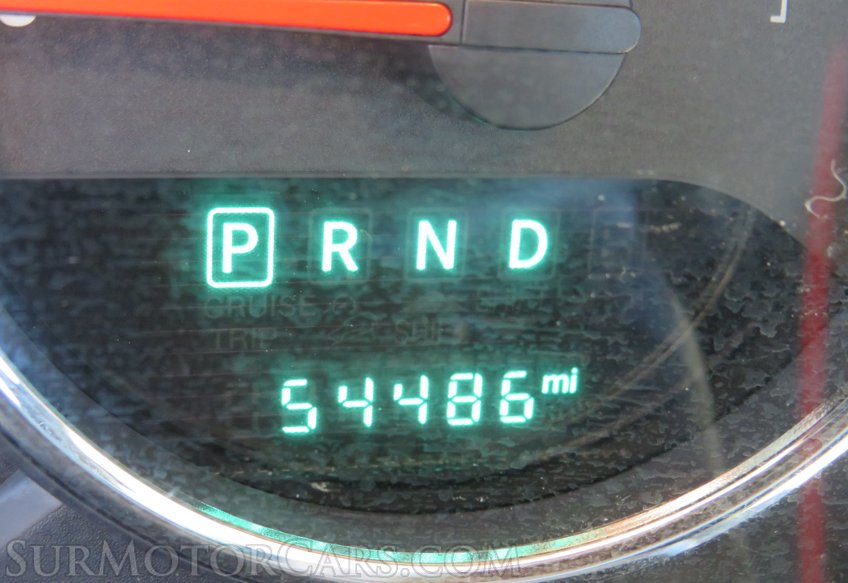 P R N D
CRUISE
TRIP
54486 mi
SURMOTORCARS.COM